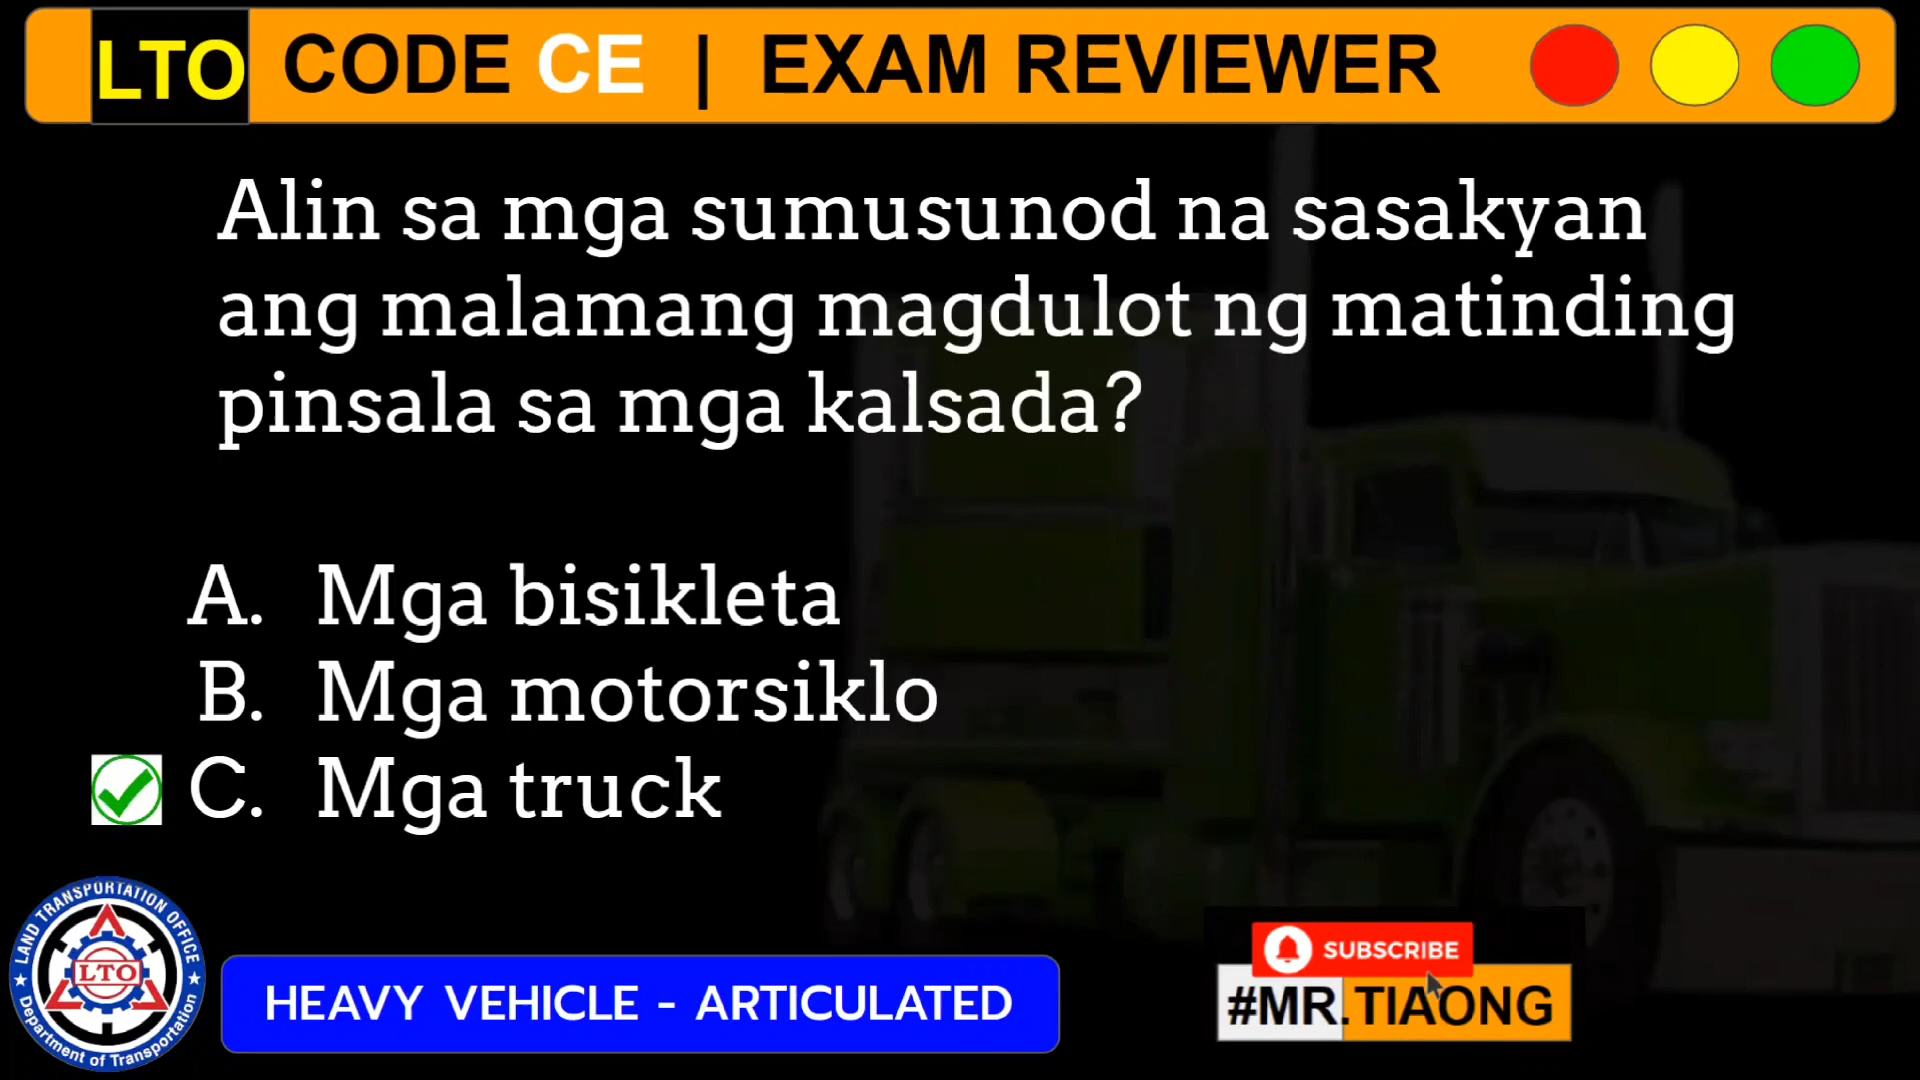 LTO CODE CE | EXAM REVIEWER
Alin sa mga sumusunod na sasakyan
ang malamang magdulot ng matinding
pinsala sa mga kalsada?
A. Mga bisikleta
B. Mga motorsiklo
C. Mga truck
LAND TRANSPORTATION OFFICE
LTO
Department of Transportation
HEAVY VEHICLE - ARTICULATED
SUBSCRIBE
#MR.TIAONG